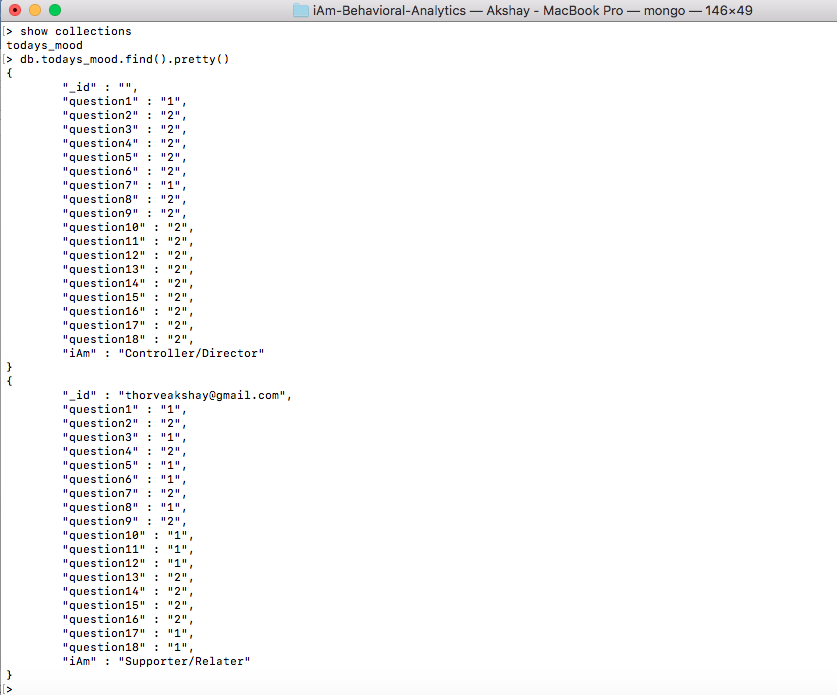 iAm-Behavioral-Analytics — Akshay - MacBook Pro — mongo — 146×49
[> show collections
todays_mood
[> db.todays_mood.find().pretty()
{
"_id" : "",
"question1" : "1",
"question2" : "2",
"question3" : "2",
"question4" : "2",
"question5" : "2",
"question6" : "2",
"question7" : "1",
"question8" : "2",
"question9" : "2",
"question10" : "2",
"question11" : "2",
"question12" : "2",
"question13" : "2",
"question14" : "2",
"question15" : "2",
"question16" : "2",
"question17" : "2",
"question18" : "2",
"iAm" : "Controller/Director"
}
{
"_id" : "thorveakshay@gmail.com",
"question1" : "1",
"question2" : "2",
"question3" : "1",
"question4" : "2",
"question5" : "1",
"question6" : "1",
"question7" : "2",
"question8" : "1",
"question9" : "2",
"question10" : "1",
"question11" : "1",
"question12" : "1",
"question13" : "2",
"question14" : "2",
"question15" : "2",
"question16" : "2",
"question17" : "1",
"question18" : "1",
"iAm" : "Supporter/Relater"
}
[>